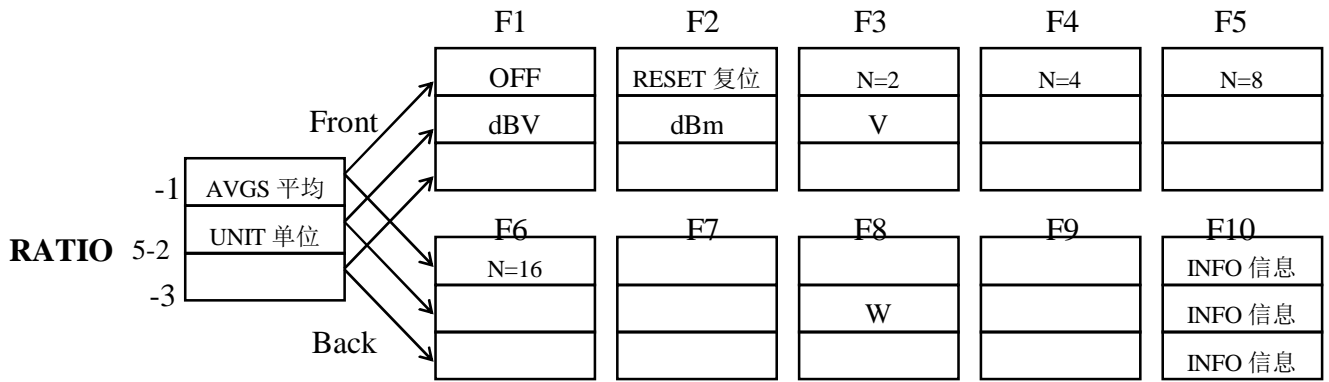 F1 F2 F3 F4 F5
OFF RESET 复位 N=2 N=4 N=8
Front dBV dBm V
-1 AVGS 平均
RATIO 5-2 UNIT 单位
-3
F6 F7 F8 F9 F10
N=16 INFO 信息
W INFO 信息
Back INFO 信息